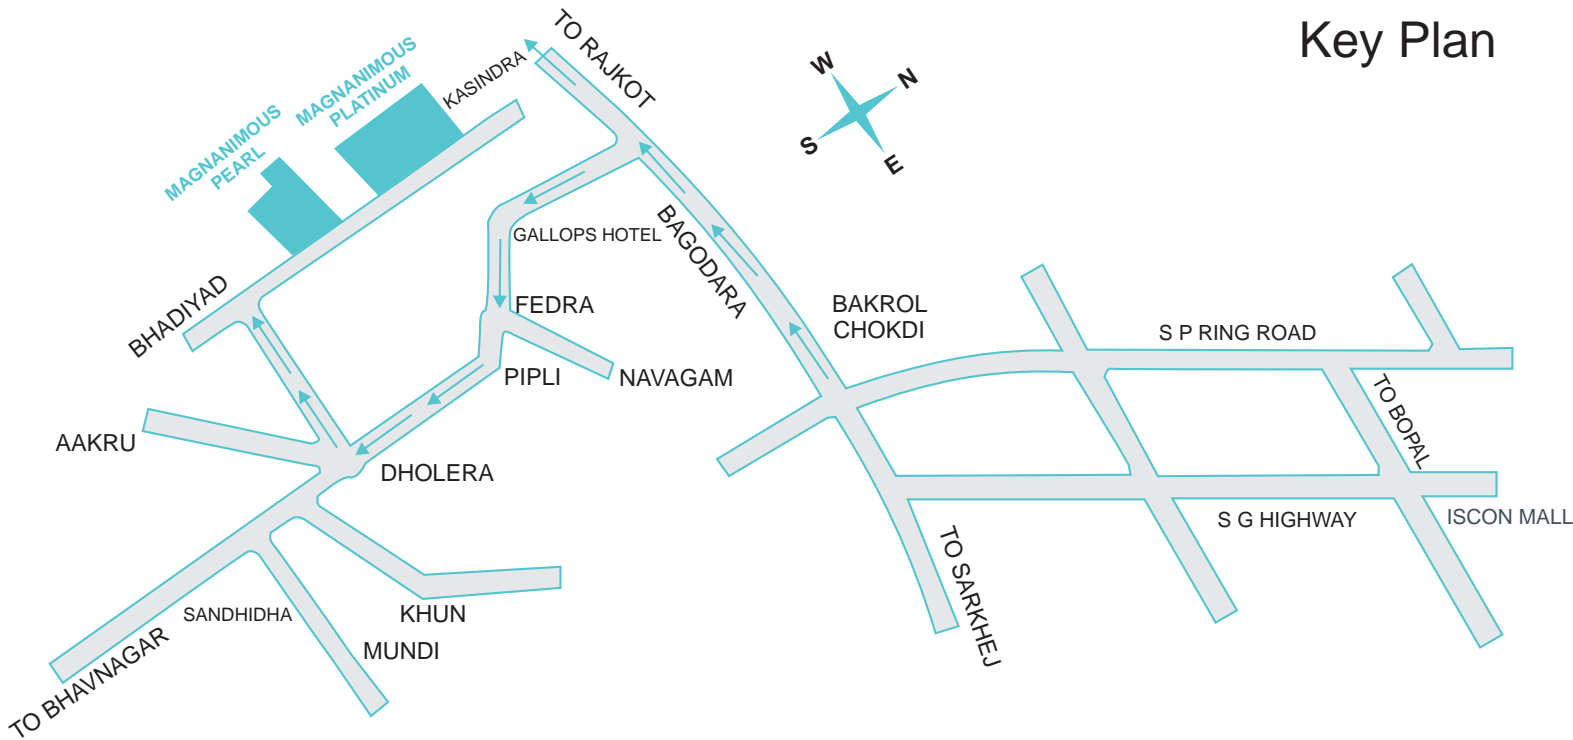 Key Plan
TO RAJKOT
KASINDRA
MAGNANIMOUS
PLATINUM
MAGNANIMOUS
PEARL
W
N
S
E
GALLOPS HOTEL
BAGODARA
BHADIYAD
FEDRA
BAKROL
CHOKDI
S P RING ROAD
PIPLI
NAVAGAM
TO BOPAL
AAKRU
DHOLERA
S G HIGHWAY
ISCON MALL
TO SARKHEJ
SANDHIDHA
KHUN
MUNDI
TO BHAVNAGAR